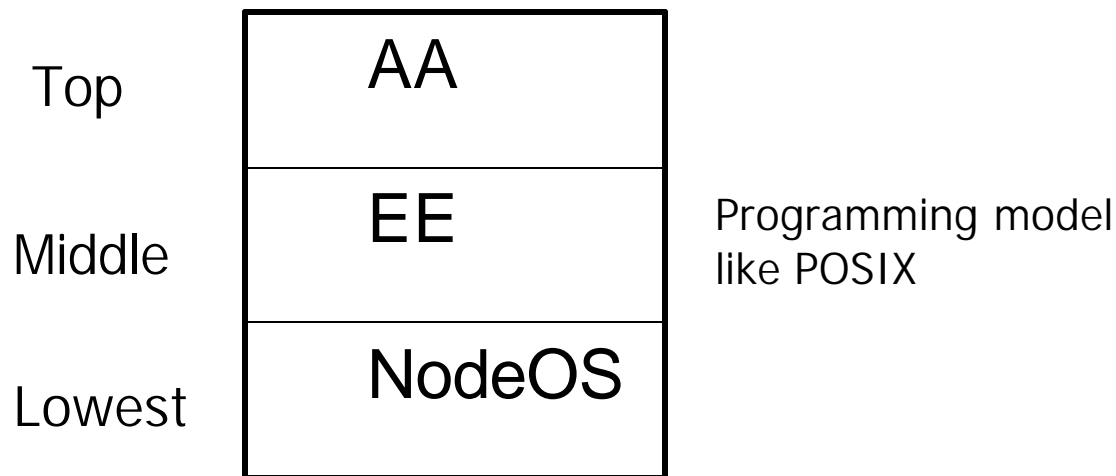 Top
AA
Middle
EE
Programming model
like POSIX
Lowest
NodeOS